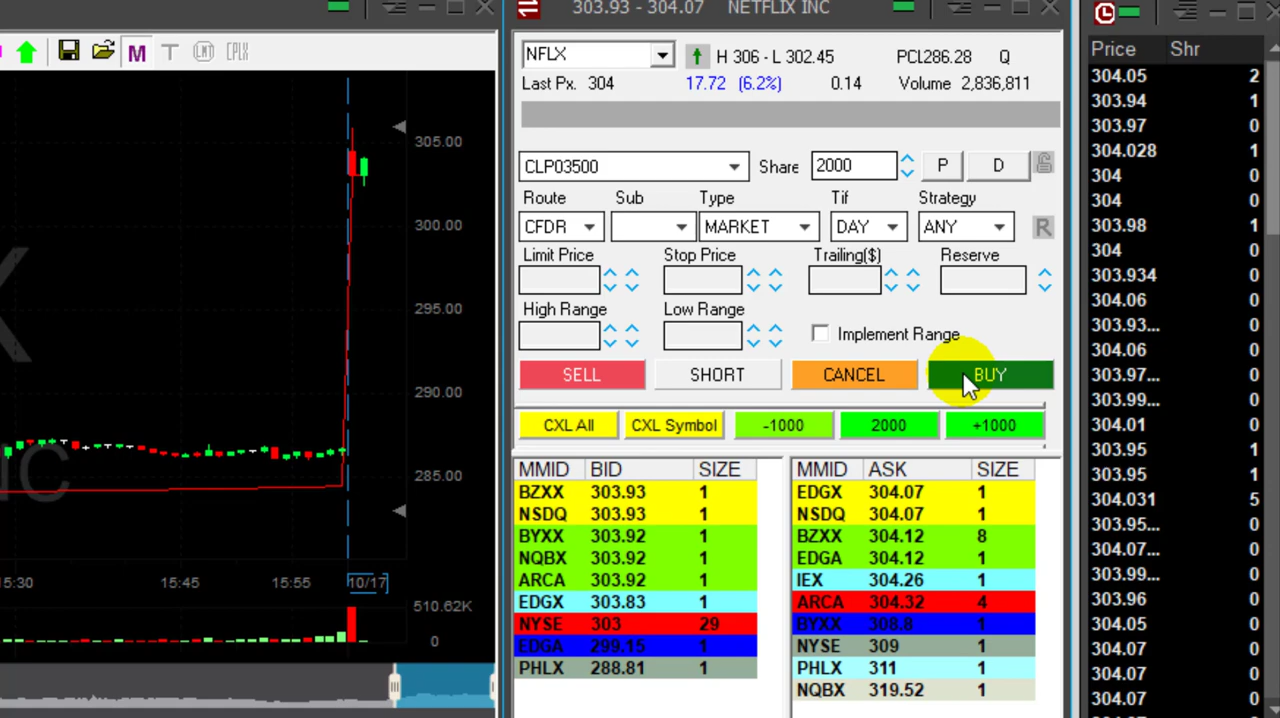 303.93 - 304.07 NETFLIX INC
M T LMT CPLX
305.00
300.00
295.00
290.00
285.00
15:45 15:55 10/17
510.62K
0
X
NFLX H 306 - L 302.45 PCL286.28 Q
Last Px. 304 17.72 (6.2%) 0.14 Volume 2,836,811
CLP03500 Share 2000 P D
Route Sub Type Tif Strategy
CFDR MARKET DAY ANY R
Limit Price Stop Price Trailing($) Reserve
High Range Low Range
Implement Range
SELL SHORT CANCEL BUY
CXL All CXL Symbol -1000 2000 +1000
MMID BID SIZE MMID ASK SIZE
BZXX 303.93 1 EDGX 304.07 1
NSDQ 303.93 1 NSDQ 304.07 1
BYXX 303.92 1 BZXX 304.12 8
NQBX 303.92 1 EDGA 304.12 1
ARCA 303.92 1 IEX 304.26 1
EDGX 303.83 1 ARCA 304.32 4
NYSE 303 29 BYXX 308.8 1
EDGA 299.15 1 NYSE 309 1
PHLX 288.81 1 PHLX 311 1
NQBX 319.52 1
Price Shr
304.05 2
303.94 1
303.97 0
304.028 1
304 0
304 0
303.98 1
304 0
303.934 0
304.06 0
303.93... 0
304.06 0
303.97... 0
303.99... 0
304.01 0
303.95 1
303.95 1
304.031 5
303.95... 0
304.07... 0
303.99... 0
303.96 0
304.05 0
304.07 0
304.07 0
304.07 0